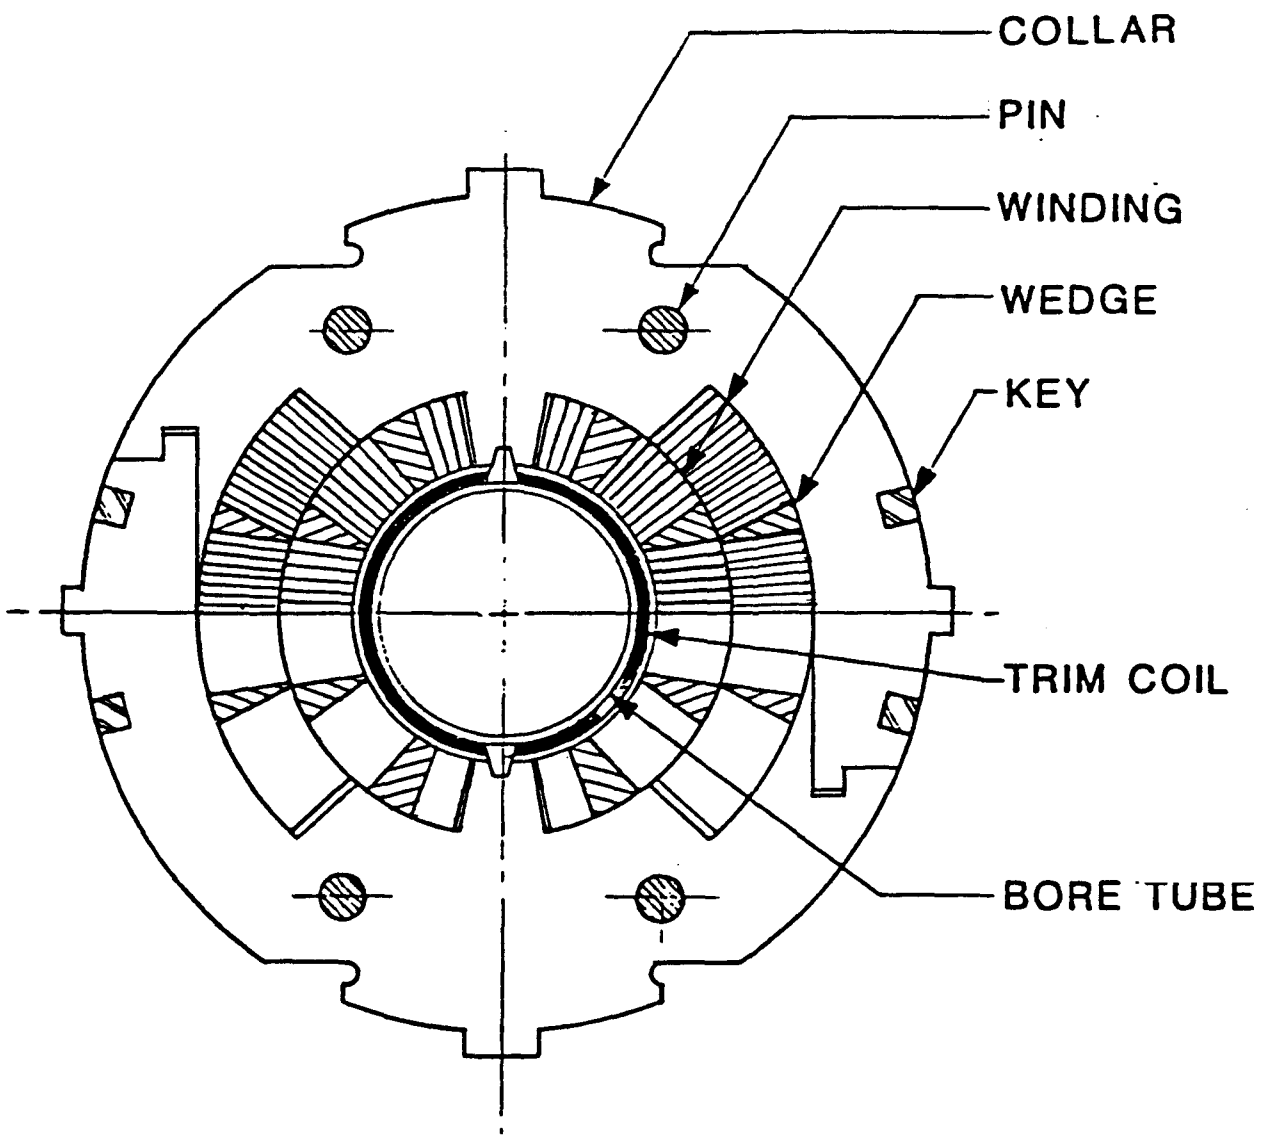 COLLAR
PIN
WINDING
WEDGE
KEY
TRIM COIL
BORE TUBE